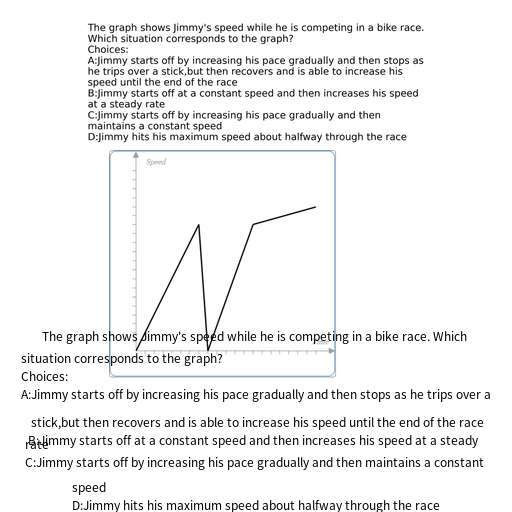 The graph shows Jimmy's speed while he is competing in a bike race.
Which situation corresponds to the graph?
Choices:
A:Jimmy starts off by increasing his pace gradually and then stops as
he trips over a stick,but then recovers and is able to increase his
speed until the end of the race
B:Jimmy starts off at a constant speed and then increases his speed
at a steady rate
C:Jimmy starts off by increasing his pace gradually and then
maintains a constant speed
D:Jimmy hits his maximum speed about halfway through the race
Speed
The graph shows Jimmy's speed while he is competing in a bike race. Which
situation corresponds to the graph?
Choices:
A:Jimmy starts off by increasing his pace gradually and then stops as he trips over a
stick,but then recovers and is able to increase his speed until the end of the race
B:Jimmy starts off at a constant speed and then increases his speed at a steady
rate
C:Jimmy starts off by increasing his pace gradually and then maintains a constant
speed
D:Jimmy hits his maximum speed about halfway through the race